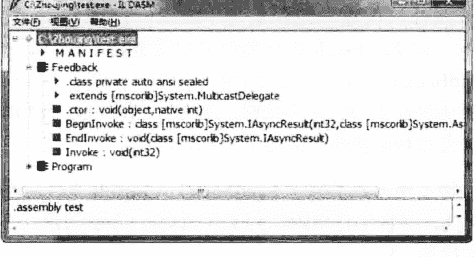 C:\Zhoujing\test.exe - IL DASM
文件(F) 视图(V) 帮助(H)
C:\Zhoujing\test.exe
M A N I F E S T
Feedback
.class private auto ansi sealed
extends [mscorlib]System.MulticastDelegate
.ctor : void(object,native int)
BeginInvoke : class [mscorlib]System.IAsyncResult(int32,class [mscorlib]System.As
EndInvoke : void(class [mscorlib]System.IAsyncResult)
Invoke : void(int32)
Program
.assembly test